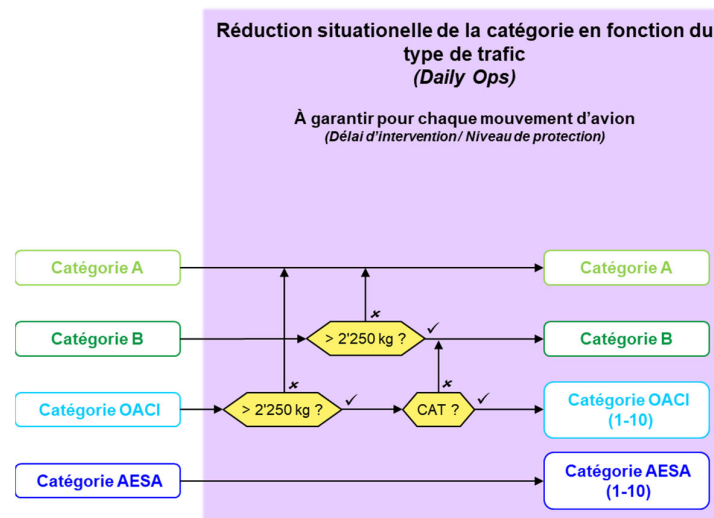 Réduction situationelle de la catégorie en fonction du
type de trafic
(Daily Ops)
À garantir pour chaque mouvement d'avion
(Délai d'intervention / Niveau de protection)
Catégorie A
Catégorie A
Catégorie B
> 2'250 kg ?
Catégorie B
Catégorie OACI
> 2'250 kg ?
CAT ?
Catégorie OACI
(1-10)
Catégorie AESA
Catégorie AESA
(1-10)